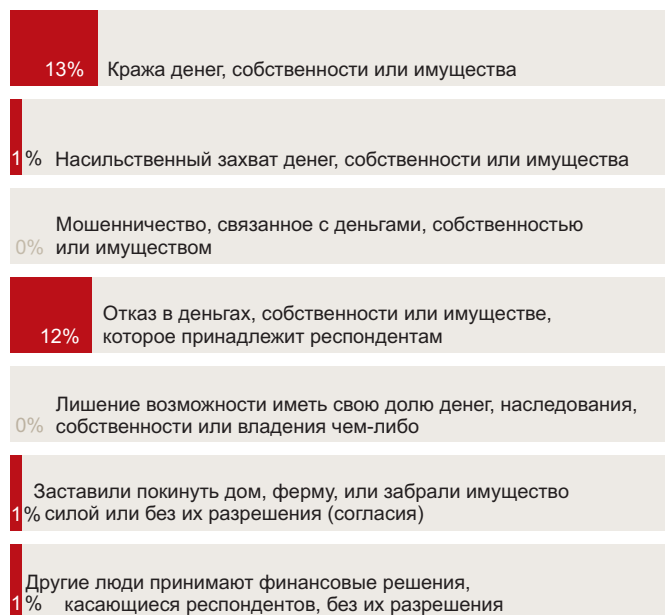 13% Кража денег, собственности или имущества
1% Насильственный захват денег, собственности или имущества
Мошенничество, связанное с деньгами, собственностью
0% или имуществом
Отказ в деньгах, собственности или имуществе,
12% которое принадлежит респондентам
Лишение возможности иметь свою долю денег, наследования,
0% собственности или владения чем-либо
Заставили покинуть дом, ферму, или забрали имущество
1% силой или без их разрешения (согласия)
Другие люди принимают финансовые решения,
1% касающиеся респондентов, без их разрешения